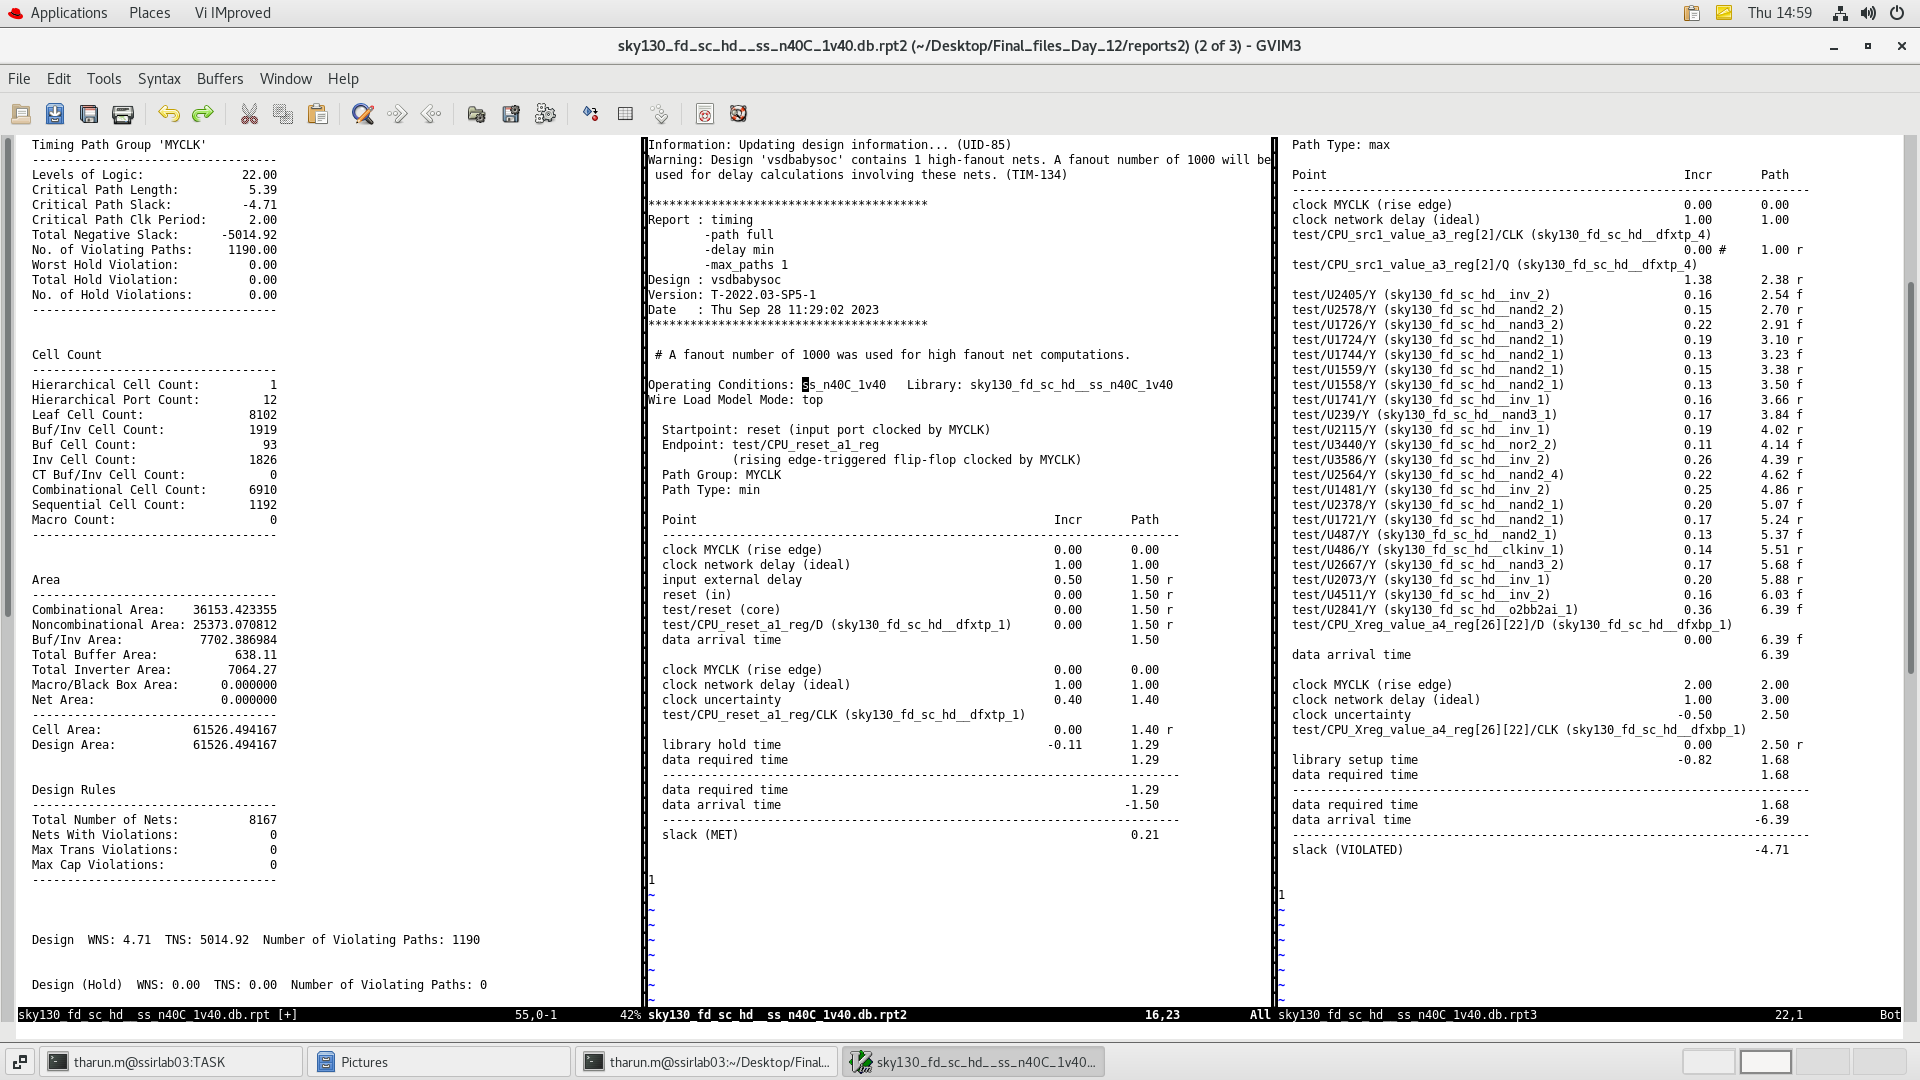 Applications Places Vi IMproved Thu 14:59
sky130_fd_sc_hd__ss_n40C_1v40.db.rpt2 (~/Desktop/Final_files_Day_12/reports2) (2 of 3) - GVIM3
File Edit Tools Syntax Buffers Window Help
Timing Path Group 'MYCLK'
-----------------------------------
Levels of Logic: 22.00
Critical Path Length: 5.39
Critical Path Slack: -4.71
Critical Path Clk Period: 2.00
Total Negative Slack: -5014.92
No. of Violating Paths: 1190.00
Worst Hold Violation: 0.00
Total Hold Violation: 0.00
No. of Hold Violations: 0.00
-----------------------------------
Cell Count
-----------------------------------
Hierarchical Cell Count: 1
Hierarchical Port Count: 12
Leaf Cell Count: 8102
Buf/Inv Cell Count: 1919
Buf Cell Count: 93
Inv Cell Count: 1826
CT Buf/Inv Cell Count: 0
Combinational Cell Count: 6910
Sequential Cell Count: 1192
Macro Count: 0
-----------------------------------
Area
-----------------------------------
Combinational Area: 36153.423355
Noncombinational Area: 25373.070812
Buf/Inv Area: 7702.386984
Total Buffer Area: 638.11
Total Inverter Area: 7064.27
Macro/Black Box Area: 0.000000
Net Area: 0.000000
-----------------------------------
Cell Area: 61526.494167
Design Area: 61526.494167
Design Rules
-----------------------------------
Total Number of Nets: 8167
Nets With Violations: 0
Max Trans Violations: 0
Max Cap Violations: 0
-----------------------------------
Design WNS: 4.71 TNS: 5014.92 Number of Violating Paths: 1190
Design (Hold) WNS: 0.00 TNS: 0.00 Number of Violating Paths: 0
sky130_fd_sc_hd__ss_n40C_1v40.db.rpt [+] 55,0-1 42%
Information: Updating design information... (UID-85)
Warning: Design 'vsdbabysoc' contains 1 high-fanout nets. A fanout number of 1000 will be
used for delay calculations involving these nets. (TIM-134)
****************************************
Report : timing
-path full
-delay min
-max_paths 1
Design : vsdbabysoc
Version: T-2022.03-SP5-1
Date : Thu Sep 28 11:29:02 2023
****************************************
# A fanout number of 1000 was used for high fanout net computations.
Operating Conditions: ss_n40C_1v40 Library: sky130_fd_sc_hd__ss_n40C_1v40
Wire Load Model Mode: top
Startpoint: reset (input port clocked by MYCLK)
Endpoint: test/CPU_reset_a1_reg
(rising edge-triggered flip-flop clocked by MYCLK)
Path Group: MYCLK
Path Type: min
Point Incr Path
--------------------------------------------------------------------------
clock MYCLK (rise edge) 0.00 0.00
clock network delay (ideal) 1.00 1.00
input external delay 0.50 1.50 r
reset (in) 0.00 1.50 r
test/reset (core) 0.00 1.50 r
test/CPU_reset_a1_reg/D (sky130_fd_sc_hd__dfxtp_1) 0.00 1.50 r
data arrival time 1.50
clock MYCLK (rise edge) 0.00 0.00
clock network delay (ideal) 1.00 1.00
clock uncertainty 0.40 1.40
test/CPU_reset_a1_reg/CLK (sky130_fd_sc_hd__dfxtp_1)
0.00 1.40 r
library hold time -0.11 1.29
data required time 1.29
--------------------------------------------------------------------------
data required time 1.29
data arrival time -1.50
--------------------------------------------------------------------------
slack (MET) 0.21
1
~
~
~
~
~
~
~
~
sky130_fd_sc_hd__ss_n40C_1v40.db.rpt2 16,23 All
Path Type: max
Point Incr Path
--------------------------------------------------------------------------
clock MYCLK (rise edge) 0.00 0.00
clock network delay (ideal) 1.00 1.00
test/CPU_src1_value_a3_reg[2]/CLK (sky130_fd_sc_hd__dfxtp_4)
0.00 # 1.00 r
test/CPU_src1_value_a3_reg[2]/Q (sky130_fd_sc_hd__dfxtp_4)
1.38 2.38 r
test/U2405/Y (sky130_fd_sc_hd__inv_2) 0.16 2.54 f
test/U2578/Y (sky130_fd_sc_hd__nand2_2) 0.15 2.70 r
test/U1726/Y (sky130_fd_sc_hd__nand3_2) 0.22 2.91 f
test/U1724/Y (sky130_fd_sc_hd__nand2_1) 0.19 3.10 r
test/U1744/Y (sky130_fd_sc_hd__nand2_1) 0.13 3.23 f
test/U1559/Y (sky130_fd_sc_hd__nand2_1) 0.15 3.38 r
test/U1558/Y (sky130_fd_sc_hd__nand2_1) 0.13 3.50 f
test/U1741/Y (sky130_fd_sc_hd__inv_1) 0.16 3.66 r
test/U239/Y (sky130_fd_sc_hd__nand3_1) 0.17 3.84 f
test/U2115/Y (sky130_fd_sc_hd__inv_1) 0.19 4.02 r
test/U3440/Y (sky130_fd_sc_hd__nor2_2) 0.11 4.14 f
test/U3586/Y (sky130_fd_sc_hd__inv_2) 0.26 4.39 r
test/U2564/Y (sky130_fd_sc_hd__nand2_4) 0.22 4.62 f
test/U1481/Y (sky130_fd_sc_hd__inv_2) 0.25 4.86 r
test/U2378/Y (sky130_fd_sc_hd__nand2_1) 0.20 5.07 f
test/U1721/Y (sky130_fd_sc_hd__nand2_1) 0.17 5.24 r
test/U487/Y (sky130_fd_sc_hd__nand2_1) 0.13 5.37 f
test/U486/Y (sky130_fd_sc_hd__clkinv_1) 0.14 5.51 r
test/U2667/Y (sky130_fd_sc_hd__nand3_2) 0.17 5.68 f
test/U2073/Y (sky130_fd_sc_hd__inv_1) 0.20 5.88 r
test/U4511/Y (sky130_fd_sc_hd__inv_2) 0.16 6.03 f
test/U2841/Y (sky130_fd_sc_hd__o2bb2ai_1) 0.36 6.39 f
test/CPU_Xreg_value_a4_reg[26][22]/D (sky130_fd_sc_hd__dfxbp_1)
0.00 6.39 f
data arrival time 6.39
clock MYCLK (rise edge) 2.00 2.00
clock network delay (ideal) 1.00 3.00
clock uncertainty -0.50 2.50
test/CPU_Xreg_value_a4_reg[26][22]/CLK (sky130_fd_sc_hd__dfxbp_1)
0.00 2.50 r
library setup time -0.82 1.68
data required time 1.68
--------------------------------------------------------------------------
data required time 1.68
data arrival time -6.39
--------------------------------------------------------------------------
slack (VIOLATED) -4.71
1
~
~
~
~
~
~
~
sky130_fd_sc_hd__ss_n40C_1v40.db.rpt3 22,1 Bot
tharun.m@ssirlab03:TASK Pictures tharun.m@ssirlab03:~/Desktop/Final... sky130_fd_sc_hd__ss_n40C_1v40...